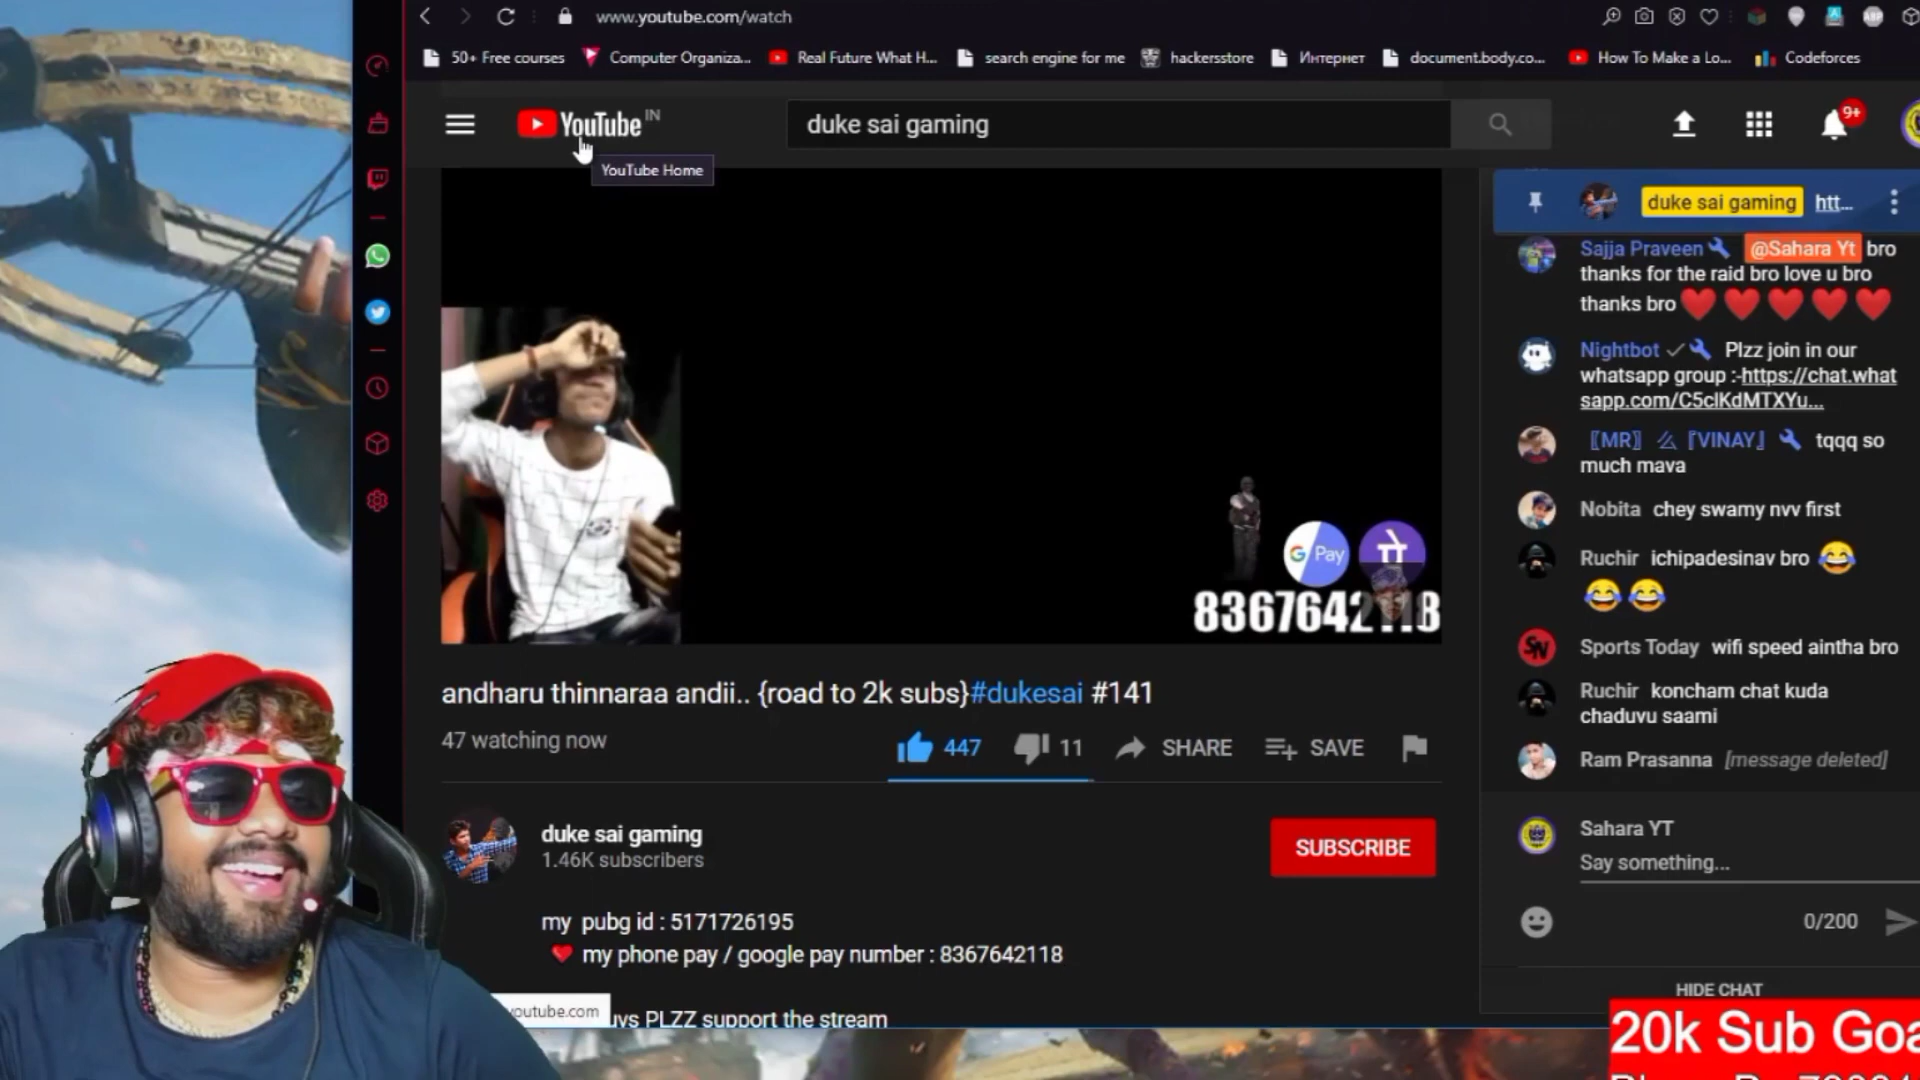 www.youtube.com/watch
50+ Free courses
Computer Organiza...
Real Future What H...
search engine for me
hackersstore
Интернет
document.body.co...
How To Make a Lo...
Codeforces
YouTube IN
duke sai gaming
9+
YouTube Home
duke sai gaming htt...
Sajja Praveen @Sahara Yt bro
thanks for the raid bro love u bro
thanks bro
Nightbot Plzz join in our
whatsapp group :-https://chat.what
sapp.com/C5clKdMTXYu...
〖MR〗 『VINAY』 tqqq so
much mava
Nobita chey swamy nvv first
Ruchir ichipadesinav bro
Sports Today wifi speed aintha bro
Ruchir koncham chat kuda
chaduvu saami
Ram Prasanna [message deleted]
Sahara YT
Say something...
0/200
HIDE CHAT
G Pay
8367642118
andharu thinnaraa andii.. {road to 2k subs}#dukesai #141
47 watching now
447
11
SHARE
SAVE
duke sai gaming
1.46K subscribers
SUBSCRIBE
my pubg id : 5171726195
my phone pay / google pay number : 8367642118
youtube.com
uys PLZZ support the stream
20k Sub Goa